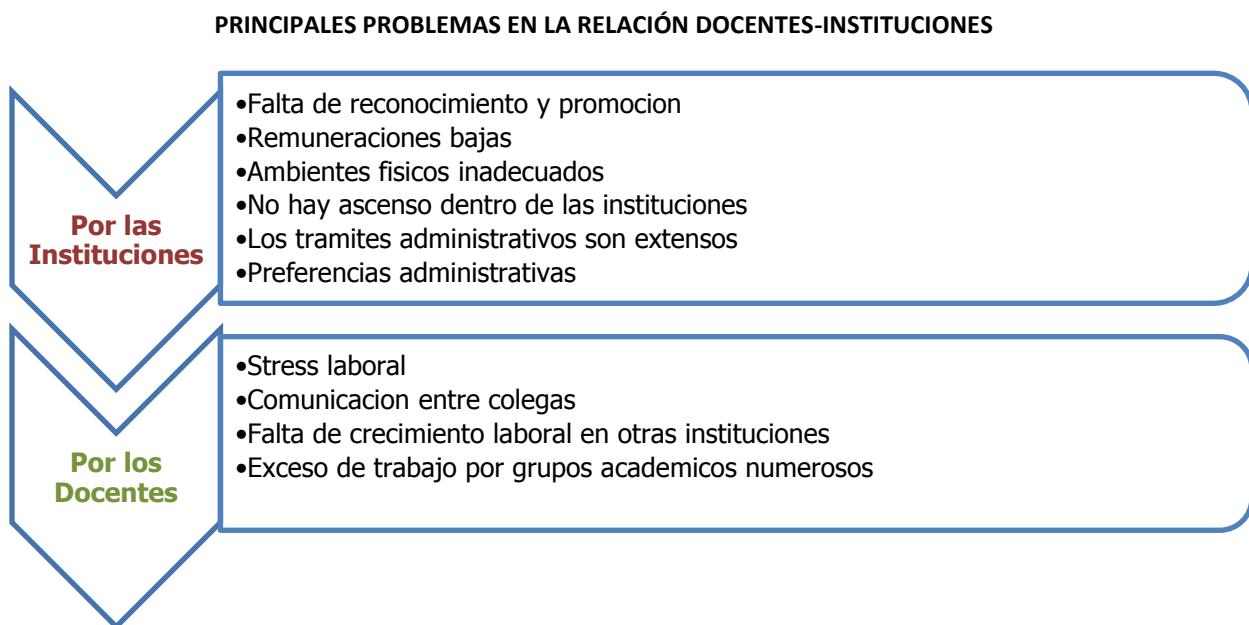 PRINCIPALES PROBLEMAS EN LA RELACIÓN DOCENTES-INSTITUCIONES
Por las
Instituciones
•Falta de reconocimiento y promocion
•Remuneraciones bajas
•Ambientes fisicos inadecuados
•No hay ascenso dentro de las instituciones
•Los tramites administrativos son extensos
•Preferencias administrativas
Por los
Docentes
•Stress laboral
•Comunicacion entre colegas
•Falta de crecimiento laboral en otras instituciones
•Exceso de trabajo por grupos academicos numerosos